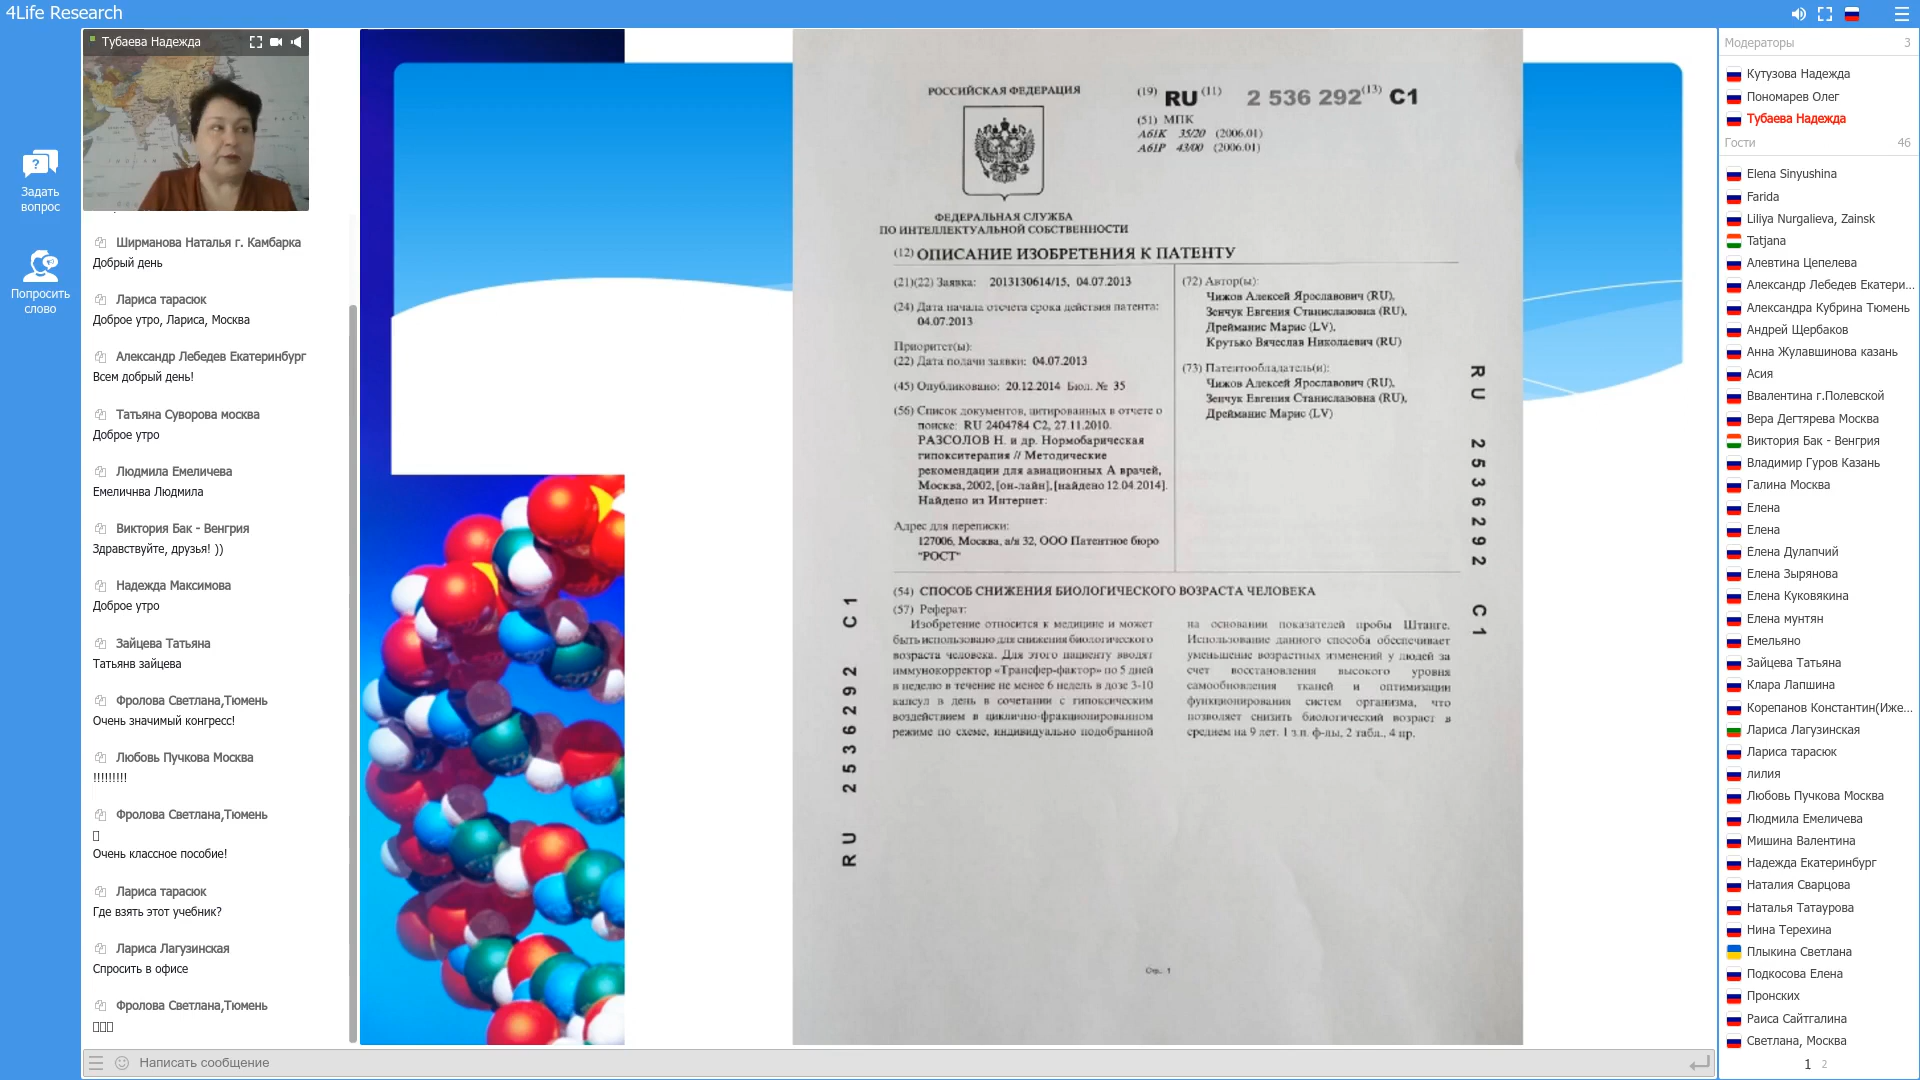 4Life Research
Задать
вопрос
Попросить
слово
Тубаева Надежда
Ширманова Наталья г. Камбарка
Добрый день
Лариса тарасюк
Доброе утро, Лариса, Москва
Александр Лебедев Екатеринбург
Всем добрый день!
Татьяна Суворова москва
Доброе утро
Людмила Емеличева
Емеличнва Людмила
Виктория Бак - Венгрия
Здравствуйте, друзья! ))
Надежда Максимова
Доброе утро
Зайцева Татьяна
Татьянв зайцева
Фролова Светлана,Тюмень
Очень значимый конгресс!
Любовь Пучкова Москва
!!!!!!!!!
Фролова Светлана,Тюмень
Очень классное пособие!
Лариса тарасюк
Где взять этот учебник?
Лариса Лагузинская
Спросить в офисе
Фролова Светлана,Тюмень
Написать сообщение
РОССИЙСКАЯ ФЕДЕРАЦИЯ
ФЕДЕРАЛЬНАЯ СЛУЖБА
ПО ИНТЕЛЛЕКТУАЛЬНОЙ СОБСТВЕННОСТИ
(19) RU (11) 2 536 292 (13) C1
(51) МПК
A61K 35/20 (2006.01)
A61P 43/00 (2006.01)
(12) ОПИСАНИЕ ИЗОБРЕТЕНИЯ К ПАТЕНТУ
(21)(22) Заявка: 2013130614/15, 04.07.2013
(24) Дата начала отсчета срока действия патента:
04.07.2013
Приоритет(ы):
(22) Дата подачи заявки: 04.07.2013
(45) Опубликовано: 20.12.2014 Бюл. № 35
(56) Список документов, цитированных в отчете о
поиске: RU 2404784 C2, 27.11.2010.
РАЗСОЛОВ Н. и др. Нормобарическая
гипокситерапия // Методические
рекомендации для авиационных А врачей,
Москва, 2002, [он-лайн], [найдено 12.04.2014].
Найдено из Интернет:
Адрес для переписки:
127006, Москва, а/я 32, ООО Патентное бюро
"РОСТ"
(72) Автор(ы):
Чижов Алексей Ярославович (RU),
Зенчук Евгения Станиславовна (RU),
Дрейманис Марис (LV),
Крутько Вячеслав Николаевич (RU)
(73) Патентообладатель(и):
Чижов Алексей Ярославович (RU),
Зенчук Евгения Станиславовна (RU),
Дрейманис Марис (LV)
(54) СПОСОБ СНИЖЕНИЯ БИОЛОГИЧЕСКОГО ВОЗРАСТА ЧЕЛОВЕКА
(57) Реферат:
Изобретение относится к медицине и может
быть использовано для снижения биологического
возраста человека. Для этого пациенту вводят
иммунокорректор «Трансфер-фактор» по 5 дней
в неделю в течение не менее 6 недель в дозе 3-10
капсул в день в сочетании с гипоксическим
воздействием в циклично-фракционированном
режиме по схеме, индивидуально подобранной
на основании показателей пробы Штанге.
Использование данного способа обеспечивает
уменьшение возрастных изменений у людей за
счет восстановления высокого уровня
самообновления тканей и оптимизации
функционирования систем организма, что
позволяет снизить биологический возраст в
среднем на 9 лет. 1 з.п. ф-лы, 2 табл., 4 пр.
RU 2536292 C1
RU 2536292 C1
Стр. 1
Модераторы 3
Кутузова Надежда
Пономарев Олег
Тубаева Надежда
Гости 46
Elena Sinyushina
Farida
Liliya Nurgalieva, Zainsk
Tatjana
Алевтина Цепелева
Александр Лебедев Екатери...
Александра Кубрина Тюмень
Андрей Щербаков
Анна Жулавшинова казань
Асия
Ввалентина г.Полевской
Вера Дегтярева Москва
Виктория Бак - Венгрия
Владимир Гуров Казань
Галина Москва
Елена
Елена
Елена Дулапчий
Елена Зырянова
Елена Куковякина
Елена мунтян
Емельяно
Зайцева Татьяна
Клара Лапшина
Корепанов Константин(Иже...
Лариса Лагузинская
Лариса тарасюк
лилия
Любовь Пучкова Москва
Людмила Емеличева
Мишина Валентина
Надежда Екатеринбург
Наталия Сварцова
Наталья Татаурова
Нина Терехина
Плыкина Светлана
Подкосова Елена
Пронских
Раиса Сайтгалина
Светлана, Москва
1 2